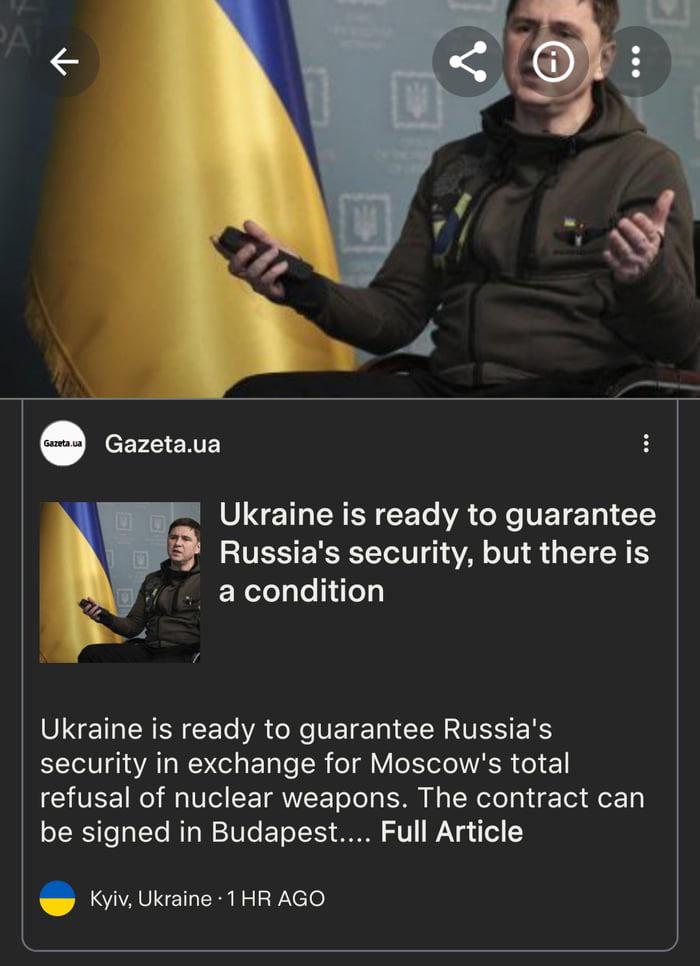 Gazeta.ua
Gazeta.ua
Ukraine is ready to guarantee
Russia's security, but there is
a condition
Ukraine is ready to guarantee Russia's
security in exchange for Moscow's total
refusal of nuclear weapons. The contract can
be signed in Budapest.... Full Article
Kyiv, Ukraine · 1 HR AGO